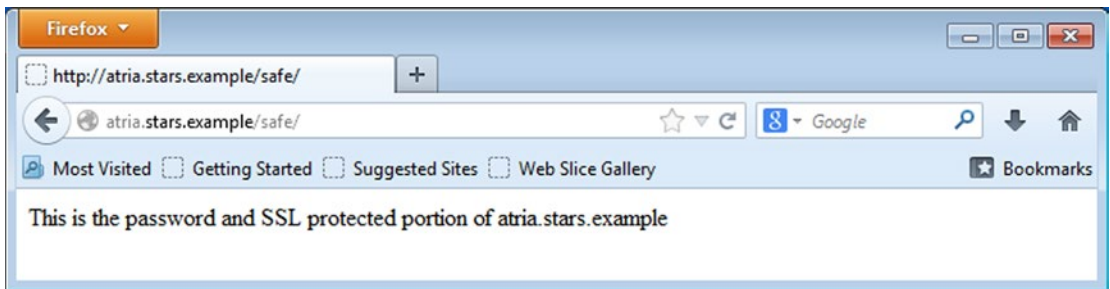 Firefox
http://atria.stars.example/safe/
atria.stars.example/safe/ 8 Google
Most Visited Getting Started Suggested Sites Web Slice Gallery Bookmarks
This is the password and SSL protected portion of atria.stars.example